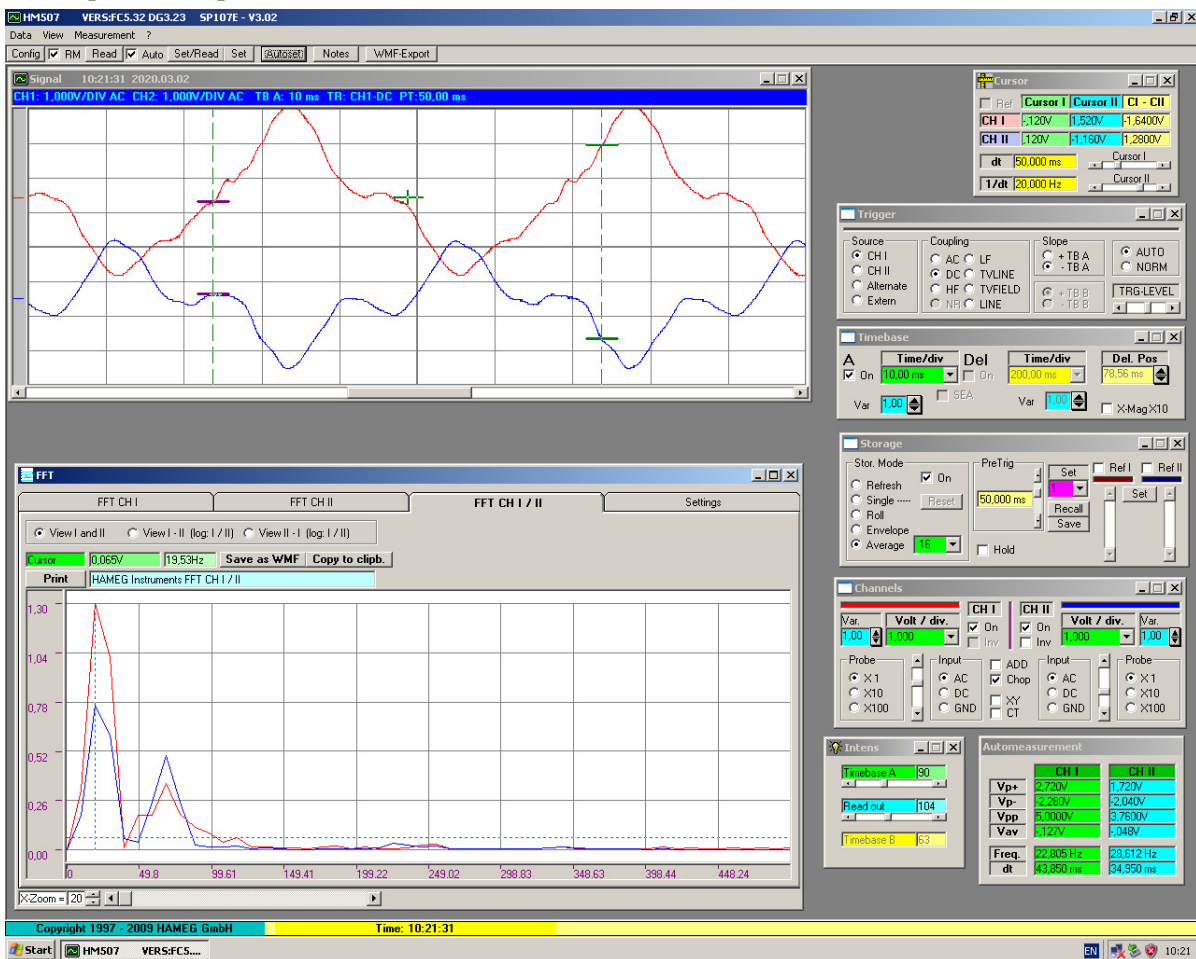 HM507 VERS:FC5.32 DG3.23 SP107E - V3.02
Data View Measurement ?
Config RM Read Auto Set/Read Set Autoset Notes WMF-Export
Signal 10:21:31 2020.03.02
CH1: 1,000V/DIV AC CH2: 1,000V/DIV AC TB A: 10 ms TR: CH1-DC PT:50,00 ms
Cursor
Ref Cursor I Cursor II CI - CII
CH I -,120V 1,520V -1,6400V
CH II ,120V -1,160V 1,2800V
dt 50,000 ms Cursor I
1/dt 20,000 Hz Cursor II
Trigger
Source Coupling Slope
CH I AC LF + TB A AUTO
CH II DC TVLINE - TB A NORM
Alternate HF TVFIELD + TB B TRG-LEVEL
Extern NR LINE - TB B
Timebase
A Time/div Del Time/div Del. Pos
On 10,00 ms On 200,00 ms 78,56 ms
Var 1,00 SEA Var 1,00 X-Mag X10
Storage
Stor. Mode On PreTrig Set Ref I Ref II
Refresh 1 Set
Single ----- Reset 50,000 ms Recall
Roll Save
Envelope
Average 16 Hold
FFT
FFT CH I FFT CH II FFT CH I / II Settings
View I and II View I - II (log: I / II) View II - I (log: I / II)
Cursor 0,065V 19,53Hz Save as WMF Copy to clipb.
Print HAMEG Instruments FFT CH I / II
1,30
1,04
0,78
0,52
0,26
0,00
0 49.8 99.61 149.41 199.22 249.02 298.83 348.63 398.44 448.24
X-Zoom = 20
Channels
Var. Volt / div. CH I CH II Volt / div. Var.
1,00 1,000 On On 1,000 1,00
Inv Inv
Probe Input ADD Input Probe
X1 AC Chop AC X1
X10 DC XY DC X10
X100 GND CT GND X100
Intens
Timebase A 90
Read out 104
Timebase B 63
Automeasurement
CH I CH II
Vp+ 2,720V 1,720V
Vp- -2,280V -2,040V
Vpp 5,0000V 3,7600V
Vav -,127V -,048V
Freq. 22,805 Hz 28,612 Hz
dt 43,850 ms 34,950 ms
Copyright 1997 - 2009 HAMEG GmbH Time: 10:21:31
Start HM507 VERS:FC5.... EN 10:21